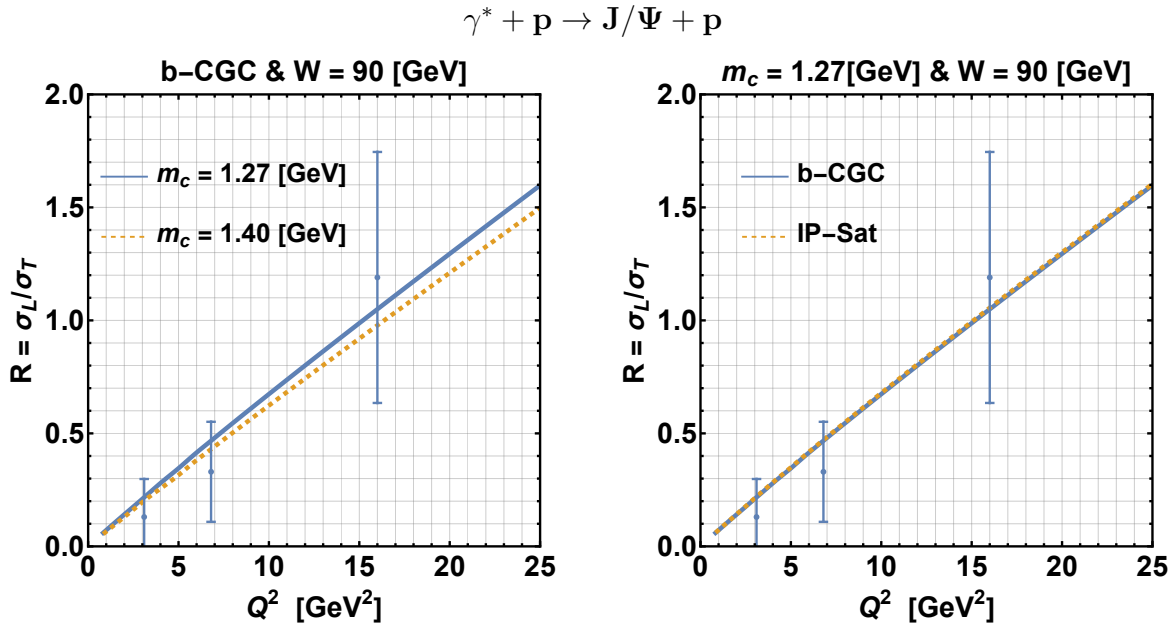 γ* + p → J/Ψ + p
b−CGC & W = 90 [GeV]
2.0
1.5
1.0
0.5
0.0
R = σ_L/σ_T
m_c = 1.27 [GeV]
m_c = 1.40 [GeV]
0 5 10 15 20 25
Q² [GeV²]
m_c = 1.27[GeV] & W = 90 [GeV]
2.0
1.5
1.0
0.5
0.0
R = σ_L/σ_T
b−CGC
IP−Sat
0 5 10 15 20 25
Q² [GeV²]